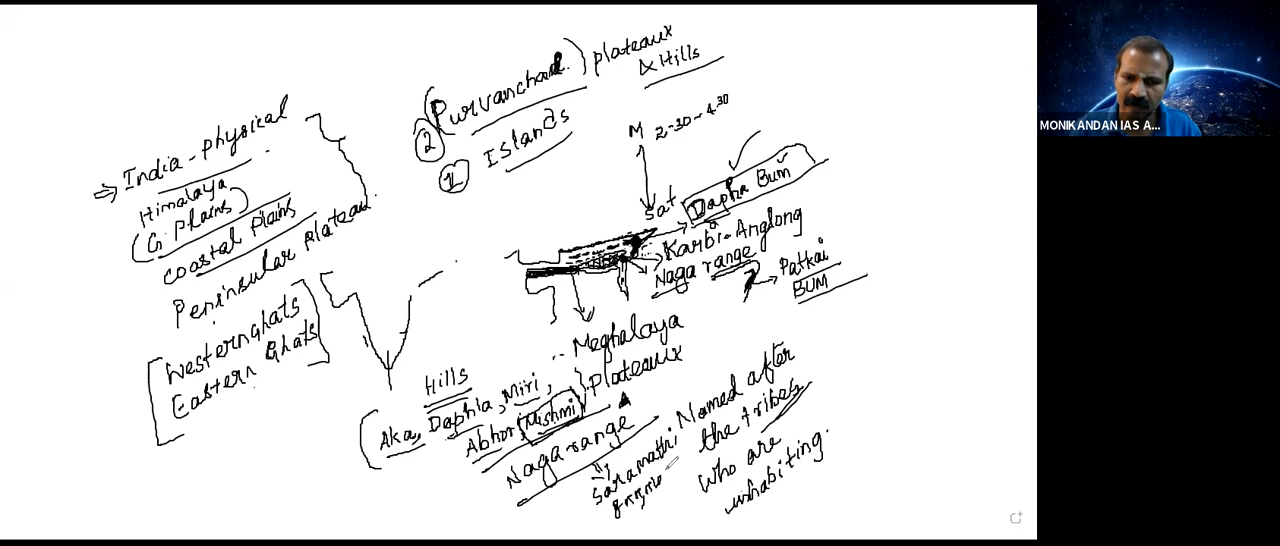 ⇒ India-physical
Himalaya
(G. Plains)
coastal Plains
Peninsular plateau
Western Ghats
Eastern Ghats
(Purvanchal) plateaux
& Hills
② Islands
①
M 2-30-4.30
Sat
Dapha Bum
Karbi-Anglong
Naga range
Patkai
BUM
Meghalaya
Plateaux
Hills
(Aka, Daphla, Miri,
Abhor, Mishmi)
Naga range
Saramathi
Named after
the tribes
who are
inhabiting.
MONIKANDAN IAS A...